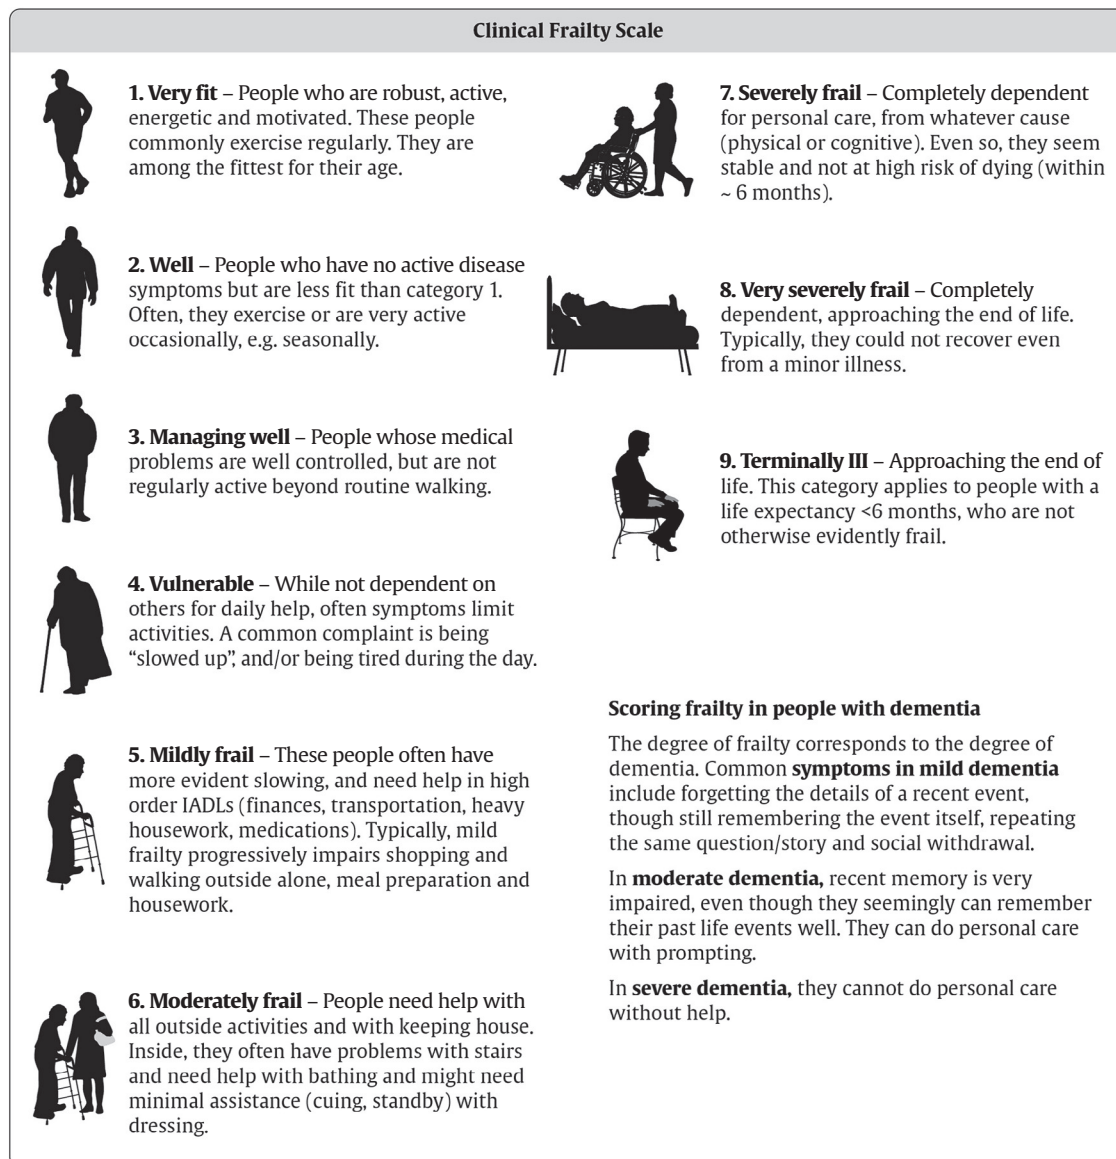 Clinical Frailty Scale
1. Very fit – People who are robust, active,
energetic and motivated. These people
commonly exercise regularly. They are
among the fittest for their age.
2. Well – People who have no active disease
symptoms but are less fit than category 1.
Often, they exercise or are very active
occasionally, e.g. seasonally.
3. Managing well – People whose medical
problems are well controlled, but are not
regularly active beyond routine walking.
4. Vulnerable – While not dependent on
others for daily help, often symptoms limit
activities. A common complaint is being
“slowed up”, and/or being tired during the day.
5. Mildly frail – These people often have
more evident slowing, and need help in high
order IADLs (finances, transportation, heavy
housework, medications). Typically, mild
frailty progressively impairs shopping and
walking outside alone, meal preparation and
housework.
6. Moderately frail – People need help with
all outside activities and with keeping house.
Inside, they often have problems with stairs
and need help with bathing and might need
minimal assistance (cuing, standby) with
dressing.
7. Severely frail – Completely dependent
for personal care, from whatever cause
(physical or cognitive). Even so, they seem
stable and not at high risk of dying (within
~ 6 months).
8. Very severely frail – Completely
dependent, approaching the end of life.
Typically, they could not recover even
from a minor illness.
9. Terminally III – Approaching the end of
life. This category applies to people with a
life expectancy <6 months, who are not
otherwise evidently frail.
Scoring frailty in people with dementia
The degree of frailty corresponds to the degree of
dementia. Common symptoms in mild dementia
include forgetting the details of a recent event,
though still remembering the event itself, repeating
the same question/story and social withdrawal.
In moderate dementia, recent memory is very
impaired, even though they seemingly can remember
their past life events well. They can do personal care
with prompting.
In severe dementia, they cannot do personal care
without help.